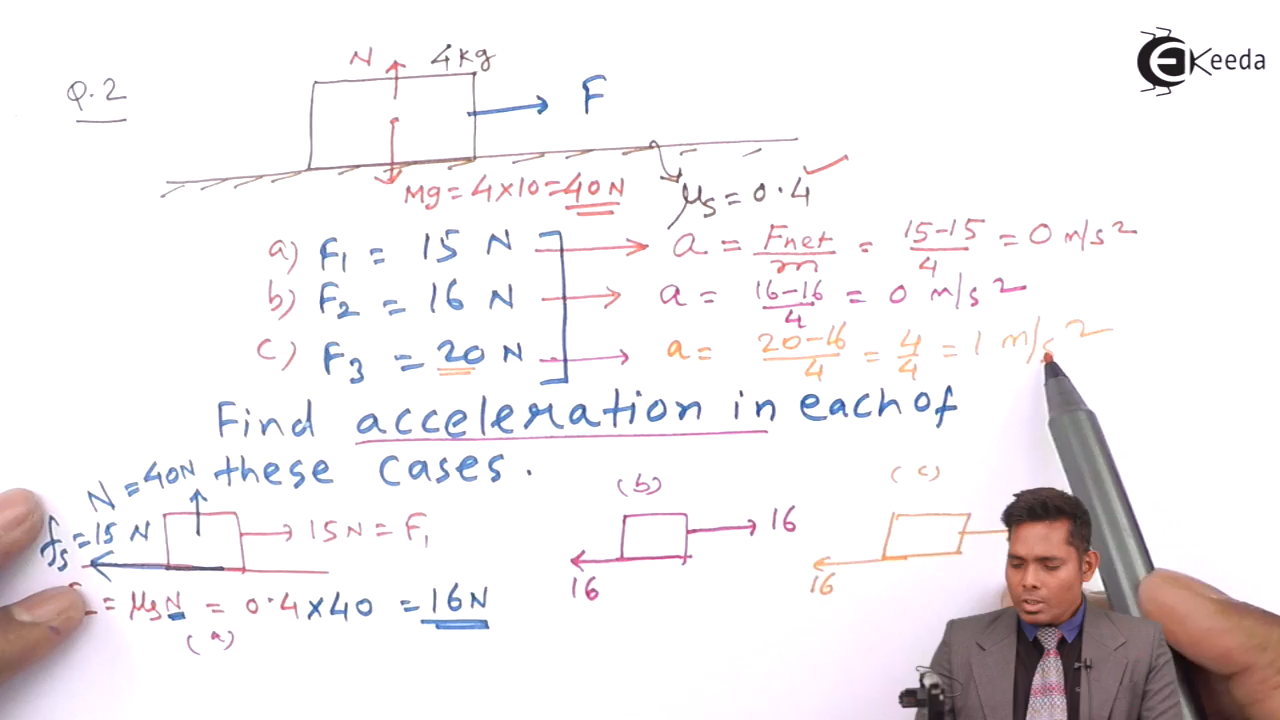 EKeeda
Q.2
N 4kg
F
Mg = 4×10 = 40N
μs = 0.4
a) F1 = 15 N
a = Fnet/m = 15-15/4 = 0 m/s2
b) F2 = 16 N
a = 16-16/4 = 0 m/s2
c) F3 = 20 N
a = 20-16/4 = 4/4 = 1 m/s2
Find acceleration in each of
these cases.
N = 40N
fs = 15 N
15N = F1
= μsN = 0.4×40 = 16N
(a)
(b)
16
16
(c)
16